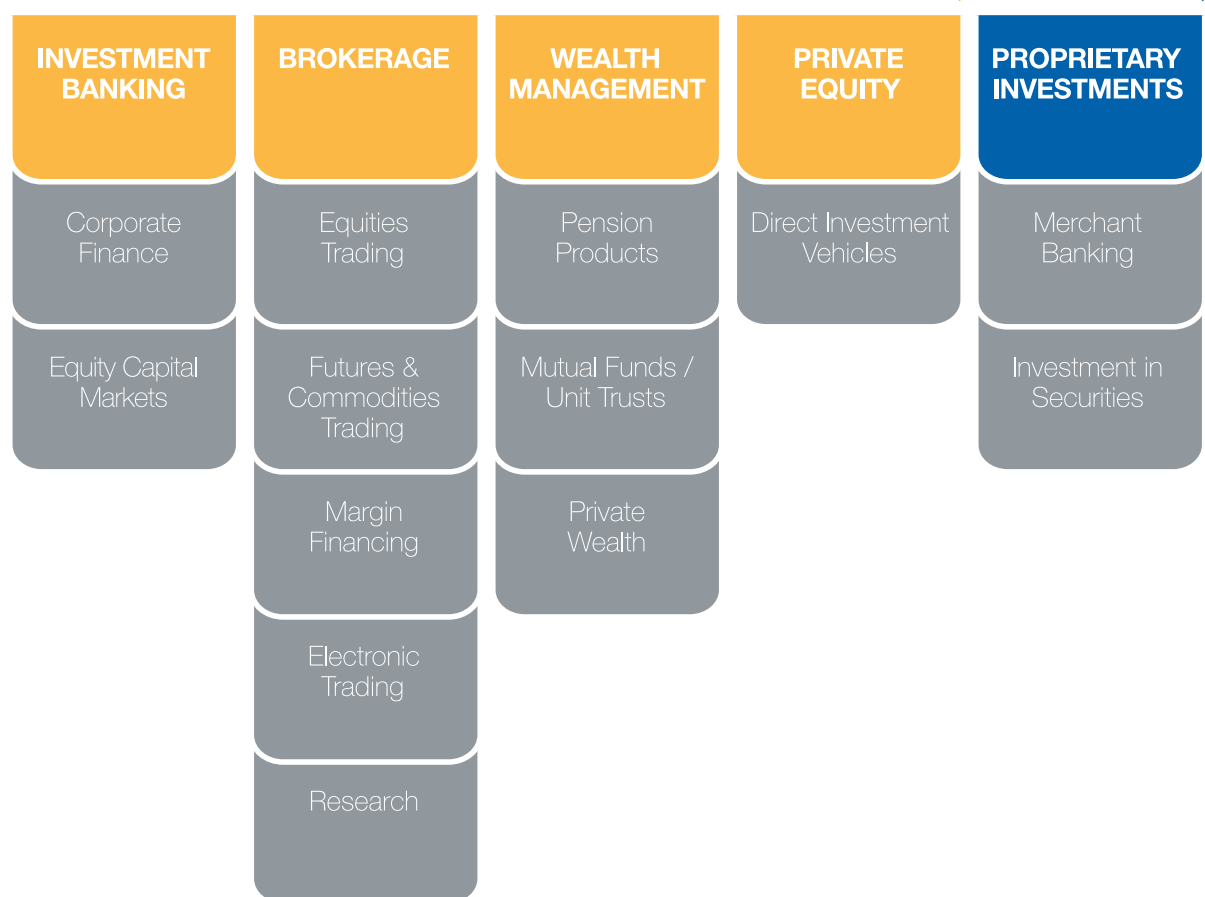 INVESTMENT
BANKING
Corporate
Finance
Equity Capital
Markets
BROKERAGE
Equities
Trading
Futures &
Commodities
Trading
Margin
Financing
Electronic
Trading
Research
WEALTH
MANAGEMENT
Pension
Products
Mutual Funds /
Unit Trusts
Private
Wealth
PRIVATE
EQUITY
Direct Investment
Vehicles
PROPRIETARY
INVESTMENTS
Merchant
Banking
Investment in
Securities